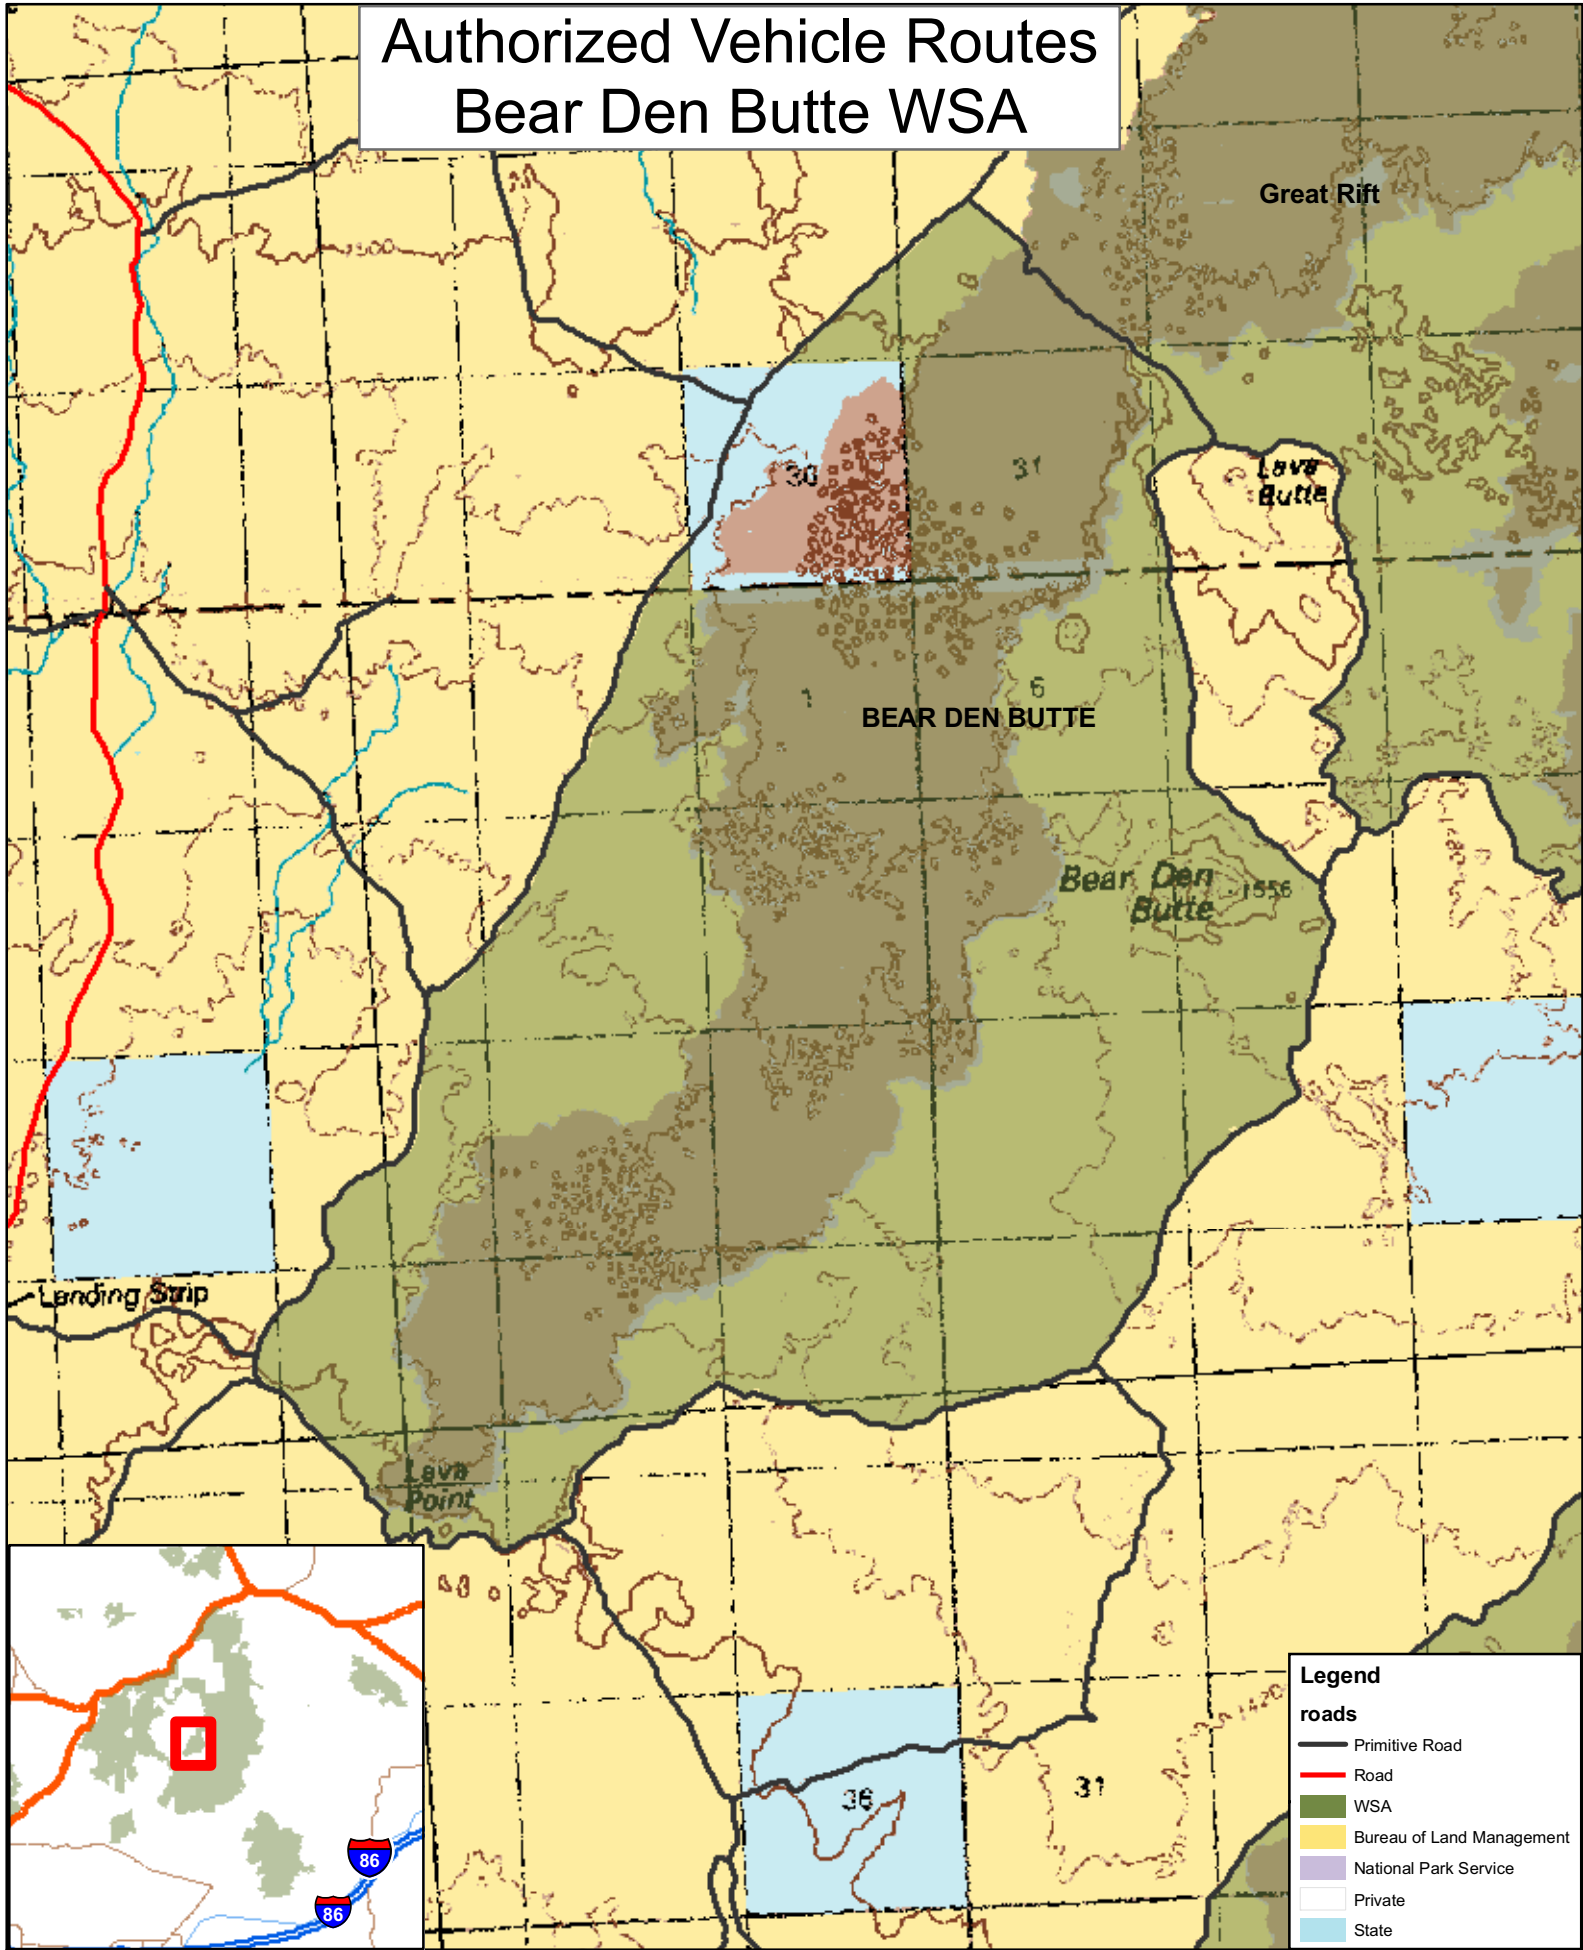 Authorized Vehicle Routes
Bear Den Butte WSA
Great Rift
1500
30
31
Lava
Butte
1
6
BEAR DEN BUTTE
Bear Den
Butte
1556
Landing Strip
Lava
Point
1420
36
31
86
86
Legend
roads
Primitive Road
Road
WSA
Bureau of Land Management
National Park Service
Private
State